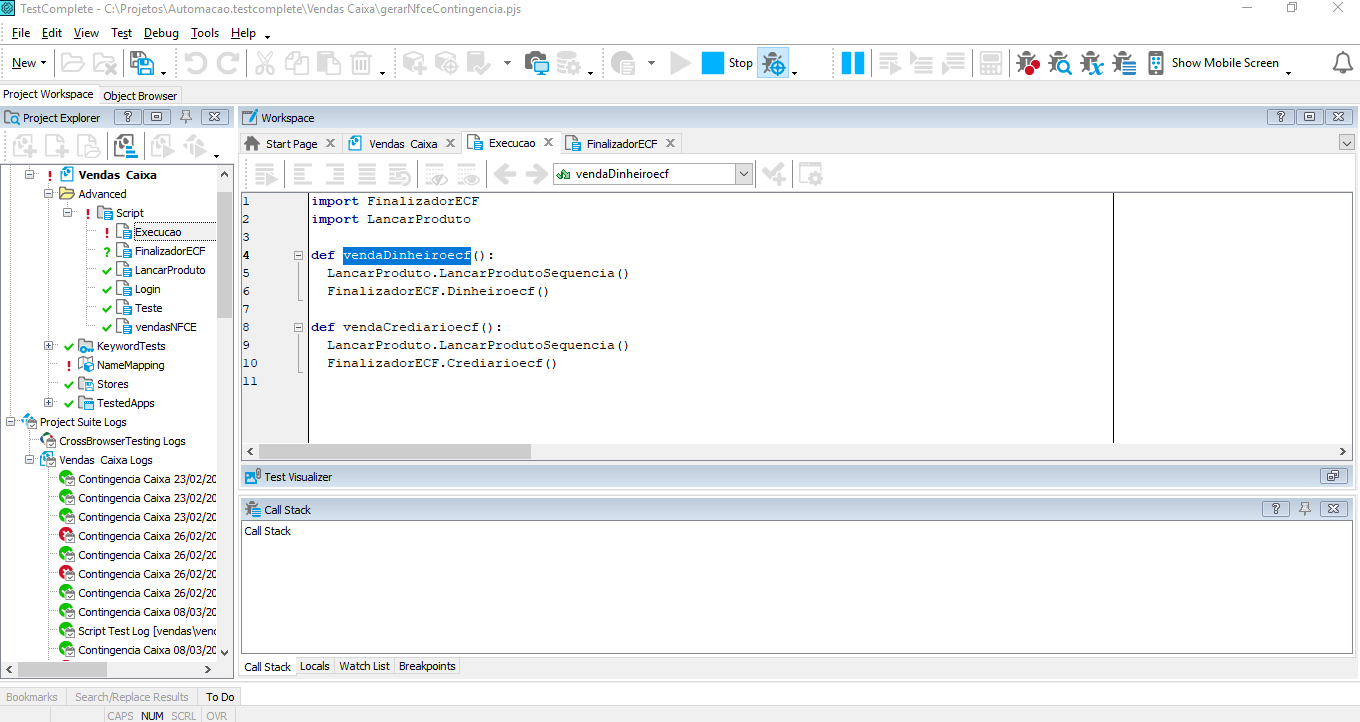 TestComplete - C:\Projetos\Automacao.testcomplete\Vendas Caixa\gerarNfceContingencia.pjs
File Edit View Test Debug Tools Help
New
Stop
Show Mobile Screen
Project Workspace Object Browser
Project Explorer
Vendas Caixa
Advanced
Script
Execucao
FinalizadorECF
LancarProduto
Login
Teste
vendasNFCE
KeywordTests
NameMapping
Stores
TestedApps
Project Suite Logs
CrossBrowserTesting Logs
Vendas Caixa Logs
Contingencia Caixa 23/02/20
Contingencia Caixa 23/02/20
Contingencia Caixa 23/02/20
Contingencia Caixa 26/02/20
Contingencia Caixa 26/02/20
Contingencia Caixa 26/02/20
Contingencia Caixa 26/02/20
Contingencia Caixa 08/03/20
Script Test Log [vendas\venc
Contingencia Caixa 08/03/20
Workspace
Start Page Vendas Caixa Execucao FinalizadorECF
vendaDinheiroecf
1 import FinalizadorECF
2 import LancarProduto
3
4 def vendaDinheiroecf():
5 LancarProduto.LancarProdutoSequencia()
6 FinalizadorECF.Dinheiroecf()
7
8 def vendaCrediarioecf():
9 LancarProduto.LancarProdutoSequencia()
10 FinalizadorECF.Crediarioecf()
11
Test Visualizer
Call Stack
Call Stack
Call Stack Locals Watch List Breakpoints
Bookmarks Search/Replace Results To Do
CAPS NUM SCRL OVR